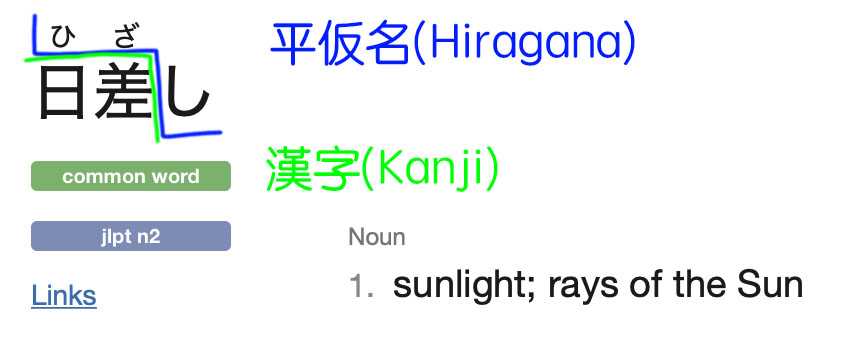 ひ ざ
日差し
平仮名(Hiragana)
common word
漢字(Kanji)
jlpt n2
Noun
Links
1. sunlight; rays of the Sun